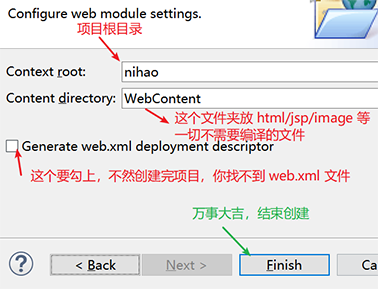 Configure web module settings.
项目根目录
Context root:
nihao
Content directory:
WebContent
这个文件夹放 html/jsp/image 等
一切不需要编译的文件
Generate web.xml deployment descriptor
这个要勾上，不然创建完项目，你找不到 web.xml 文件
万事大吉，结束创建
?
< Back
Next >
Finish
Ca